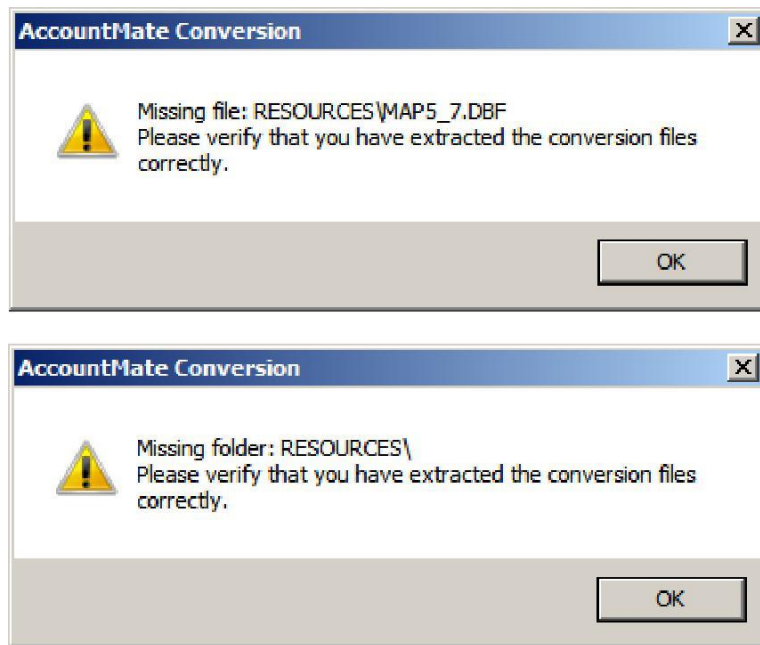 AccountMate Conversion
Missing file: RESOURCES\MAP5_7.DBF
Please verify that you have extracted the conversion files
correctly.
OK
AccountMate Conversion
Missing folder: RESOURCES\
Please verify that you have extracted the conversion files
correctly.
OK